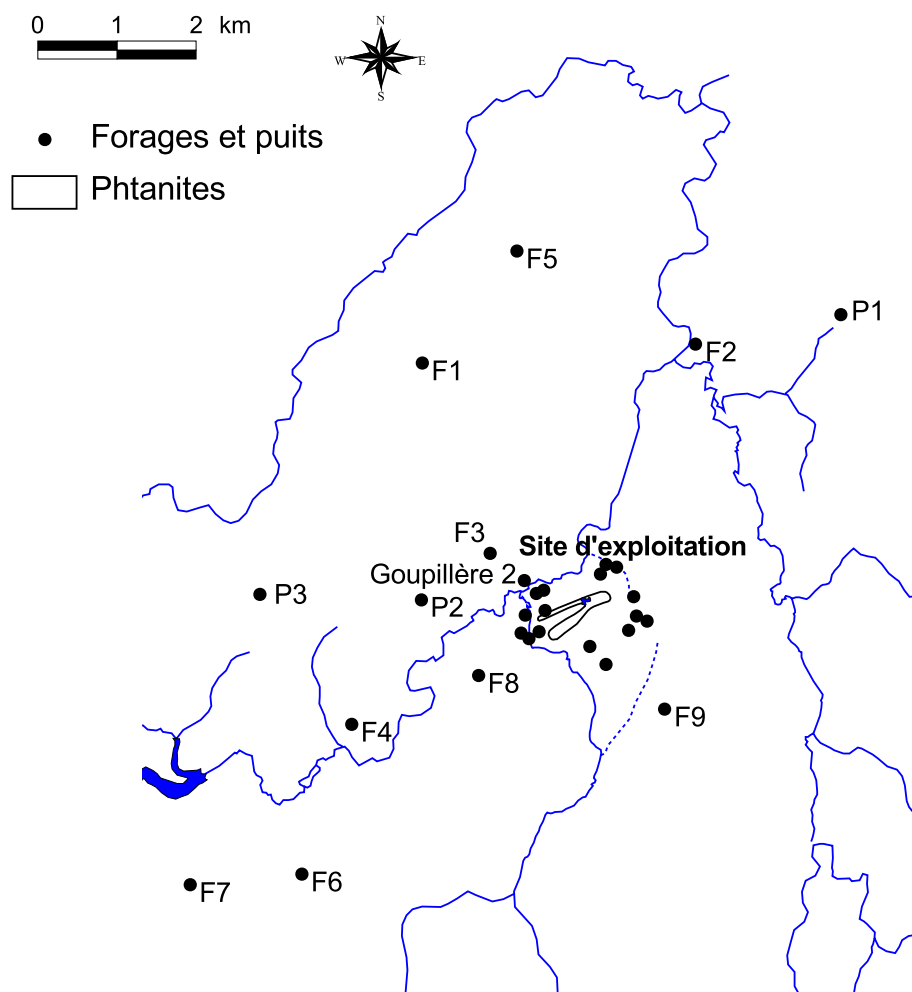 0 1 2 km
N
W E
S
Forages et puits
Phtanites
F5
P1
F2
F1
F3
Site d'exploitation
Goupillère 2
P3
P2
F8
F9
F4
F6
F7